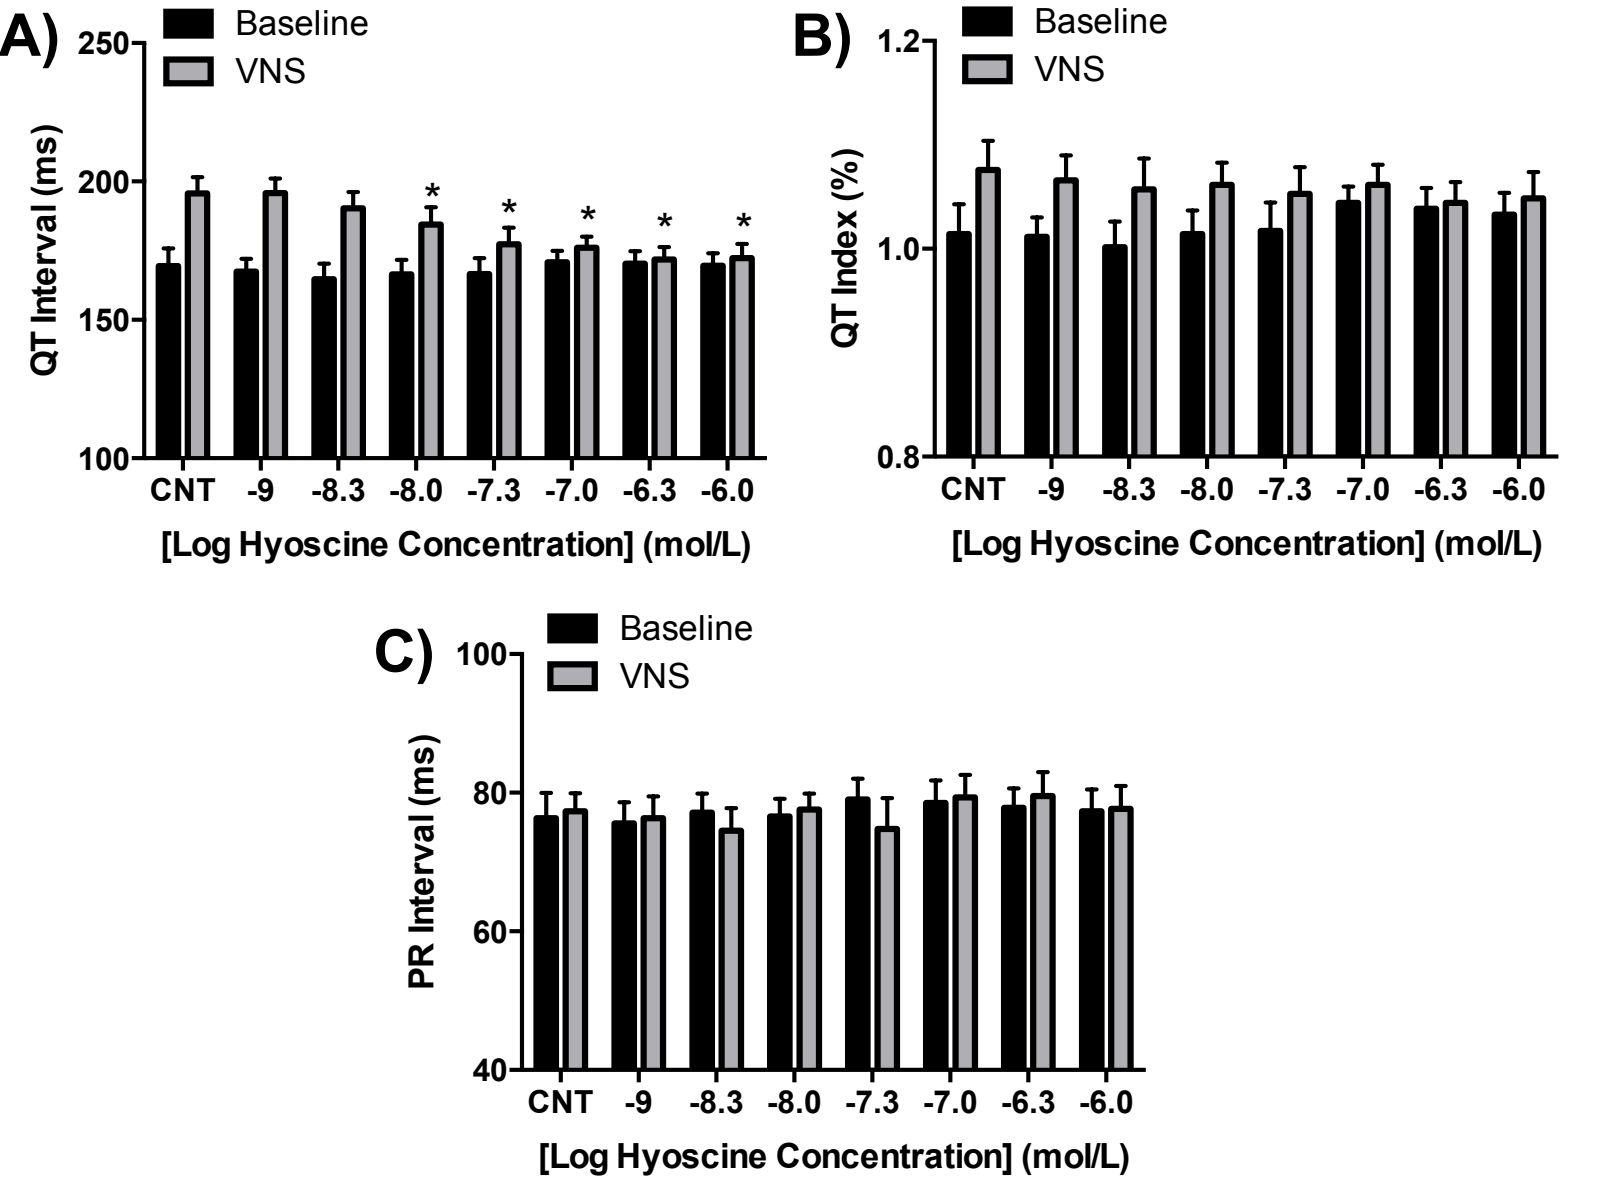 A)
Baseline
VNS
250
200
150
100
QT Interval (ms)
* * * * *
CNT -9 -8.3 -8.0 -7.3 -7.0 -6.3 -6.0
[Log Hyoscine Concentration] (mol/L)
B)
Baseline
VNS
1.2
1.0
0.8
QT Index (%)
CNT -9 -8.3 -8.0 -7.3 -7.0 -6.3 -6.0
[Log Hyoscine Concentration] (mol/L)
C)
Baseline
VNS
100
80
60
40
PR Interval (ms)
CNT -9 -8.3 -8.0 -7.3 -7.0 -6.3 -6.0
[Log Hyoscine Concentration] (mol/L)